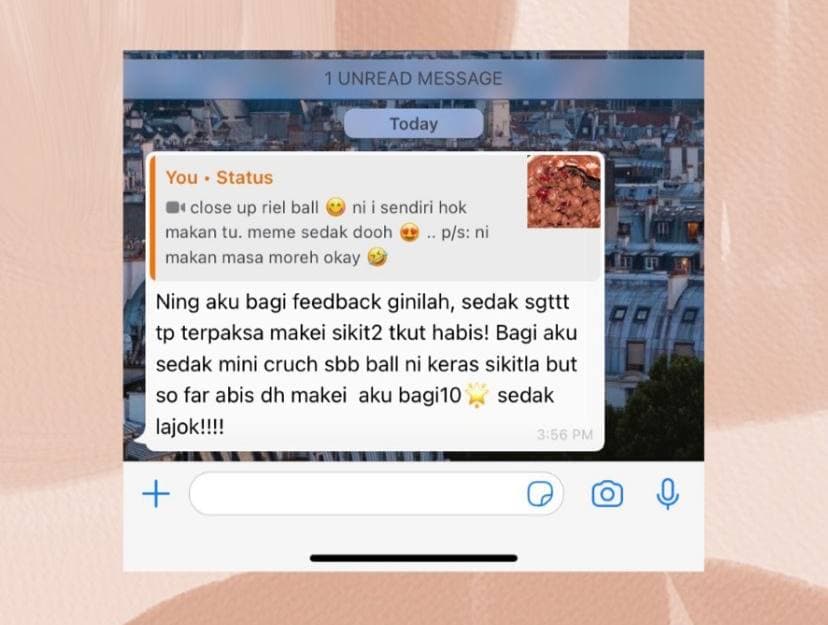 1 UNREAD MESSAGE
Today
You • Status
close up riel ball 😋 ni i sendiri hok
makan tu. meme sedak dooh 😍 .. p/s: ni
makan masa moreh okay 🤣
Ning aku bagi feedback ginilah, sedak sgttt
tp terpaksa makei sikit2 tkut habis! Bagi aku
sedak mini cruch sbb ball ni keras sikitla but
so far abis dh makei aku bagi10🌟 sedak
lajok!!!!
3:56 PM